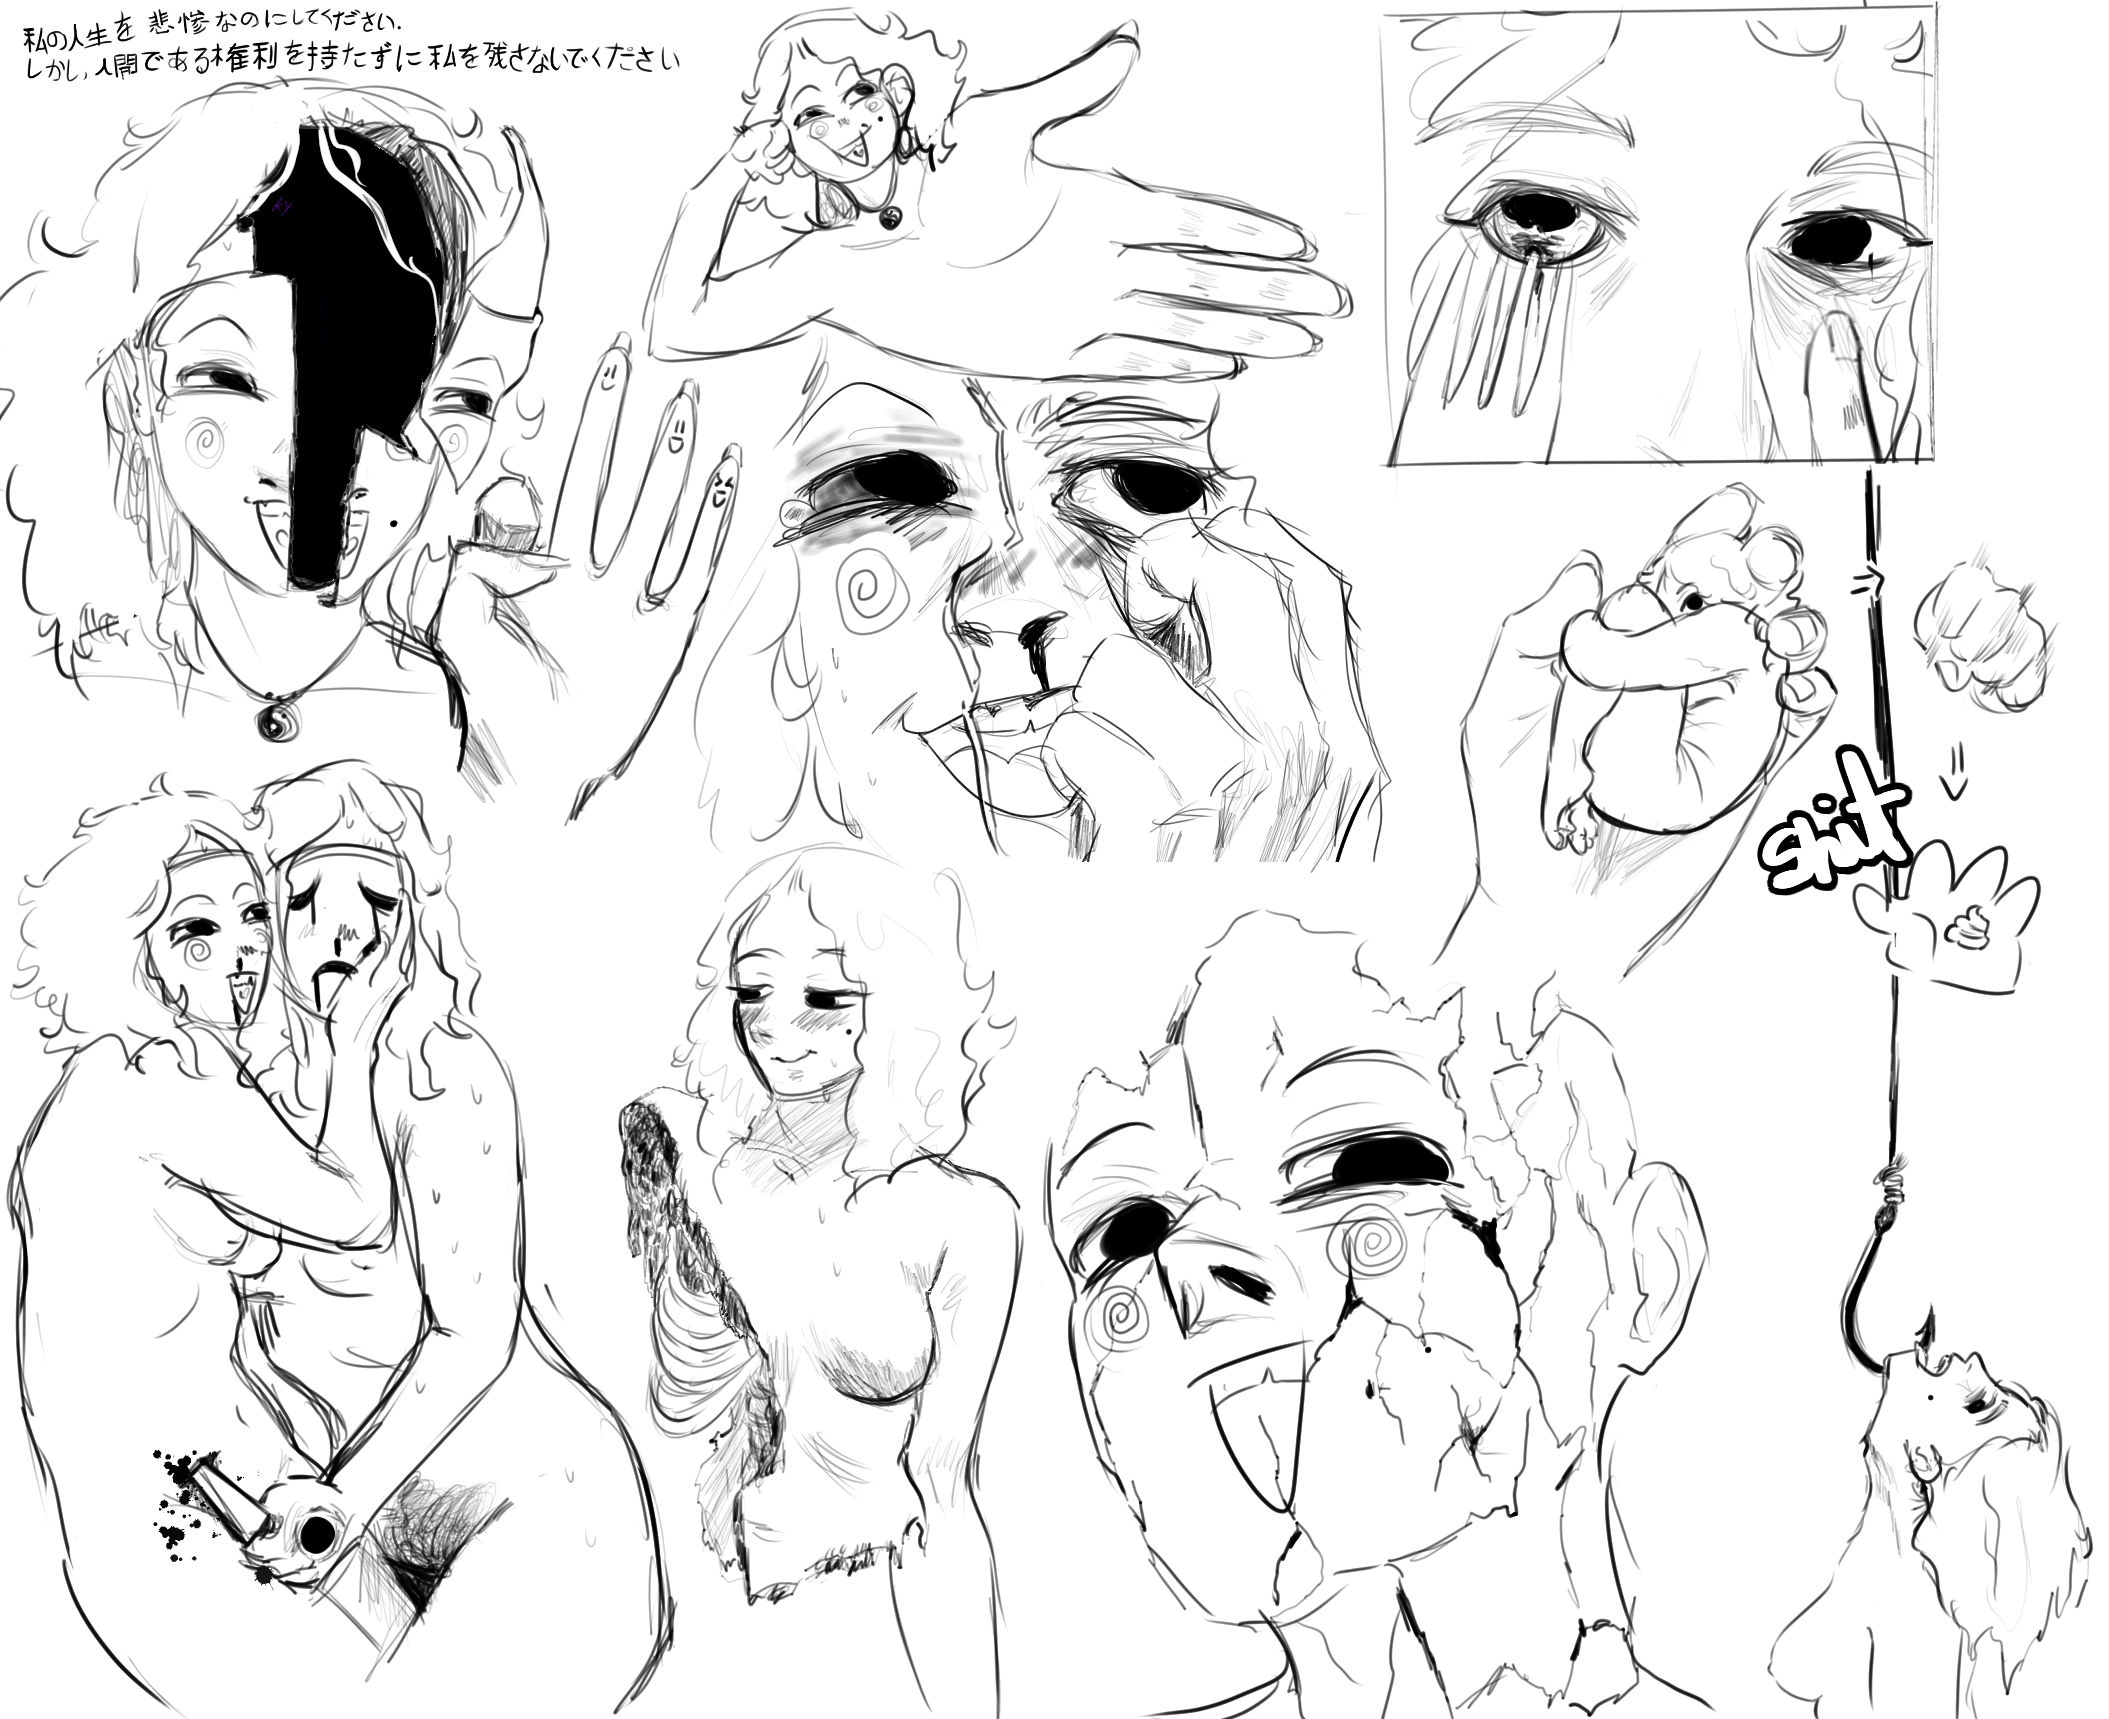 私の人生を悲惨なのにしてください.
しかし、人間である権利を持たずに私を残さないでください
KY
shit